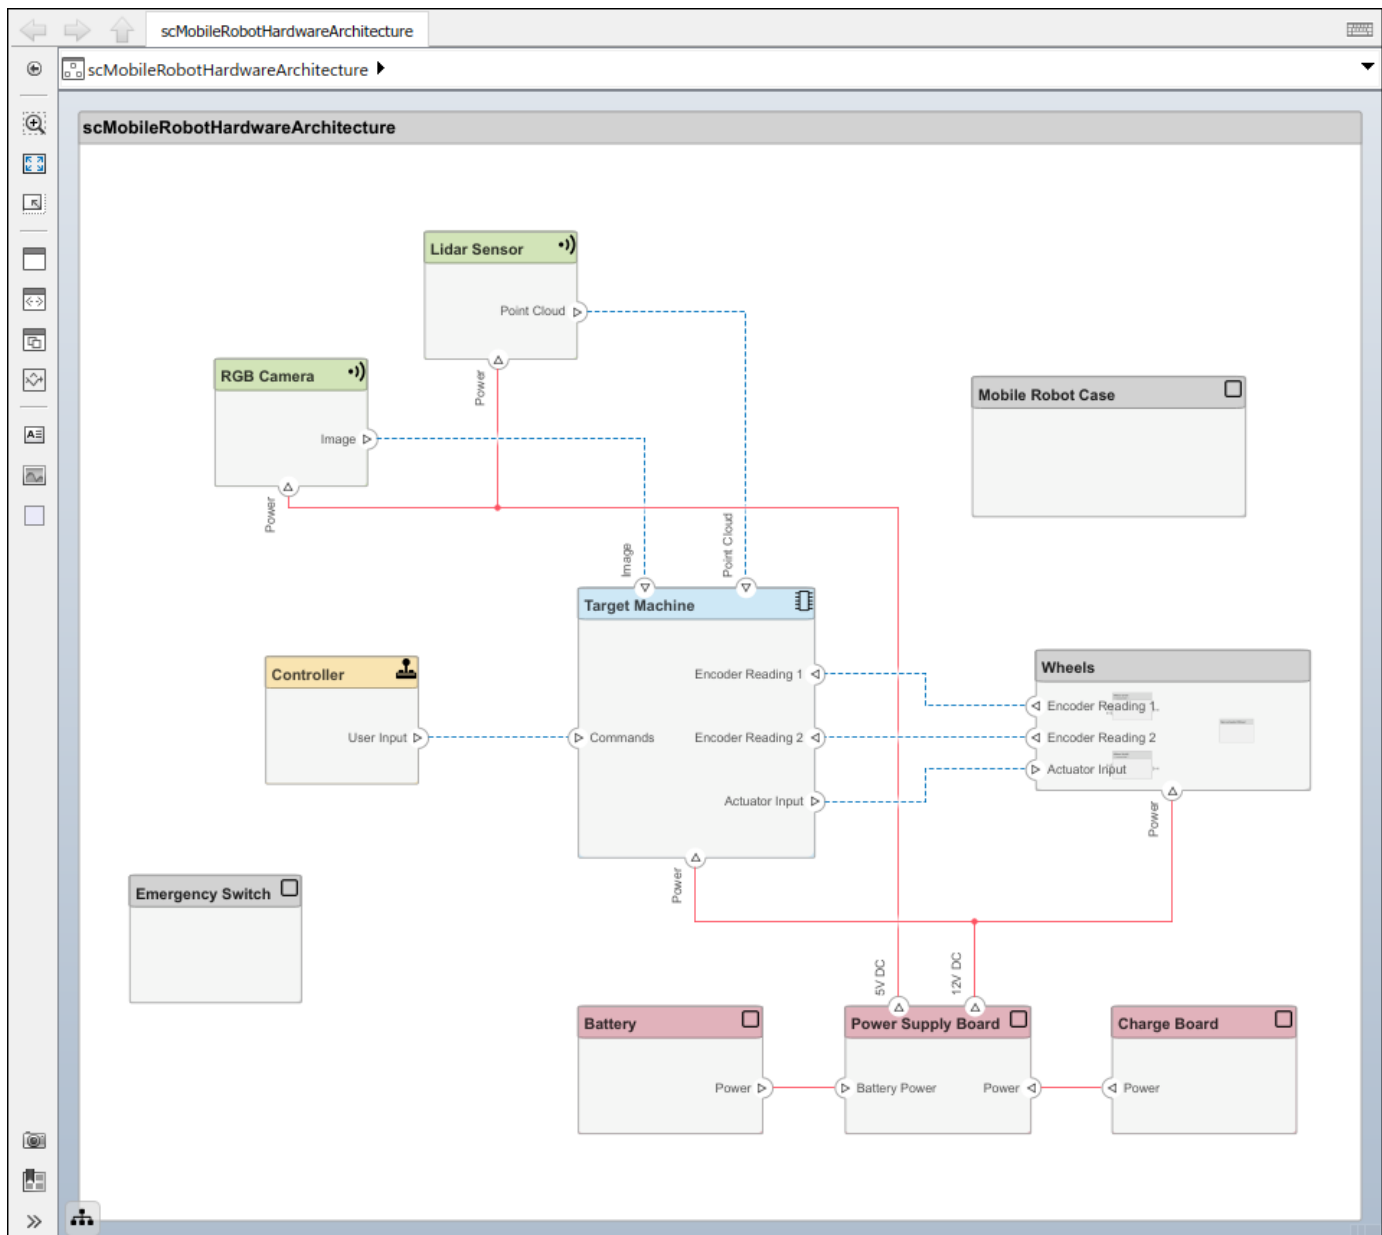 scMobileRobotHardwareArchitecture
scMobileRobotHardwareArchitecture
scMobileRobotHardwareArchitecture
Lidar Sensor
Point Cloud
Power
RGB Camera
Image
Power
Mobile Robot Case
Image
Point Cloud
Target Machine
Encoder Reading 1
Commands
Encoder Reading 2
Actuator Input
Power
Controller
User Input
Wheels
Encoder Reading 1
Encoder Reading 2
Actuator Input
Power
Emergency Switch
5V DC
12V DC
Battery
Power
Power Supply Board
Battery Power
Power
Charge Board
Power